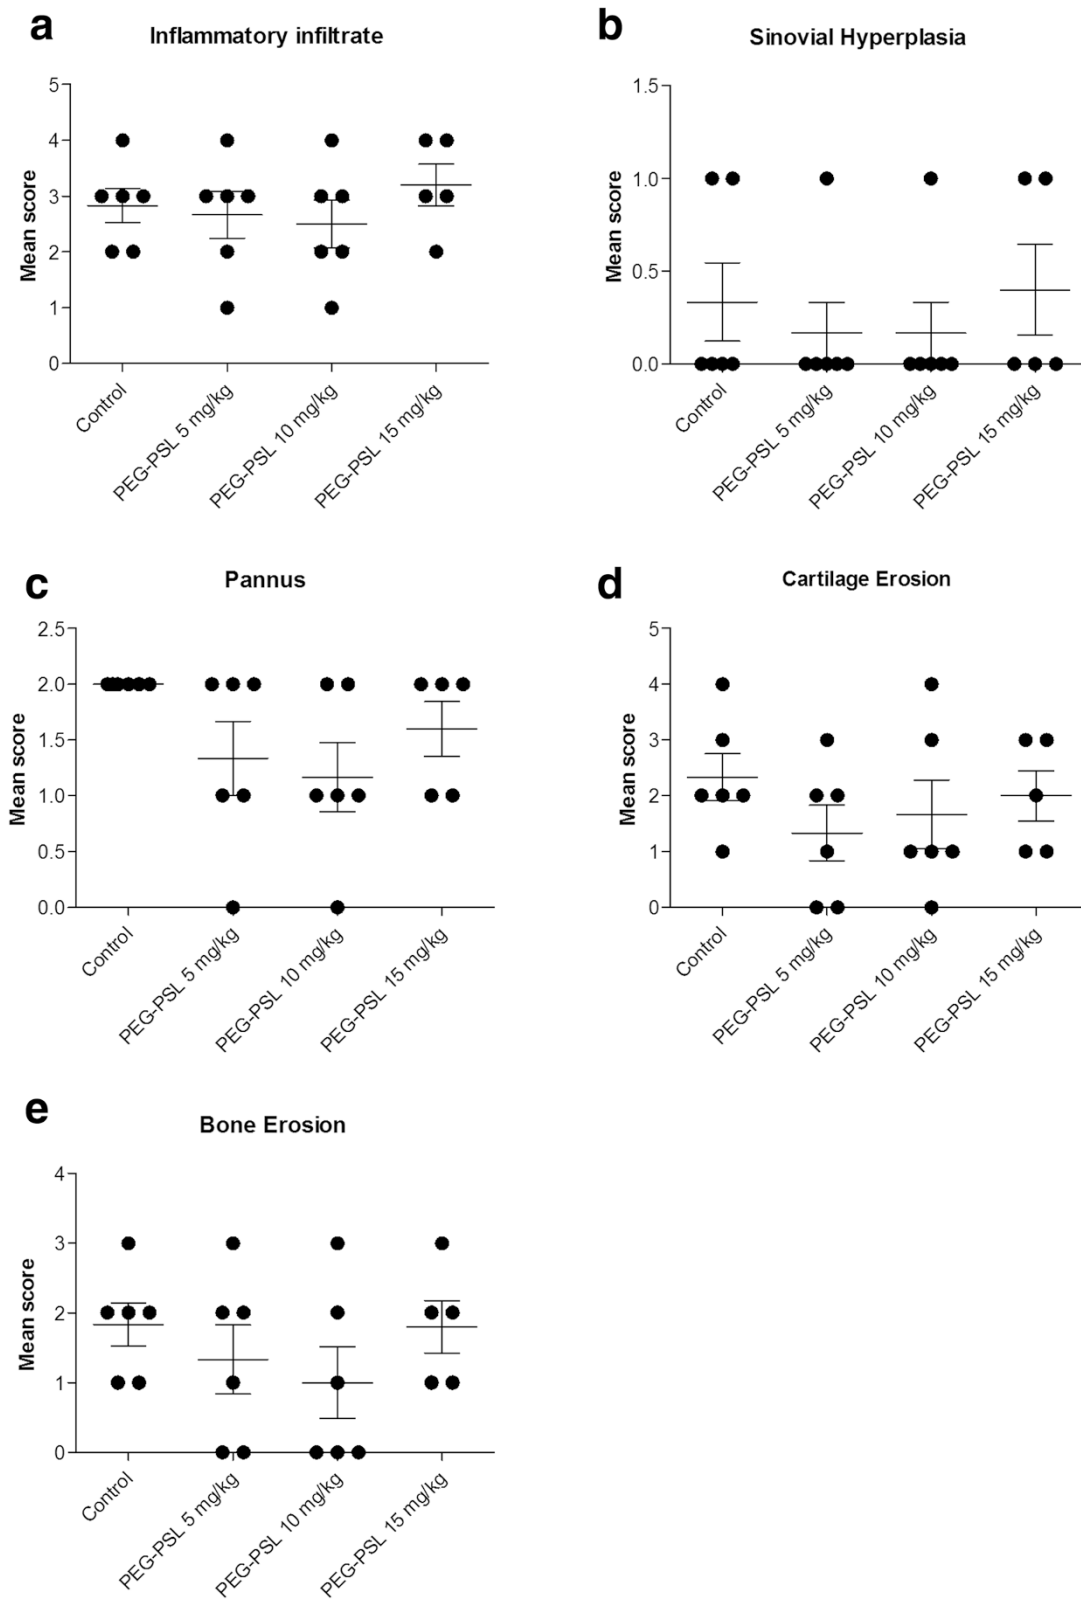 a
Inflammatory infiltrate
Mean score
5
4
3
2
1
0
Control
PEG-PSL 5 mg/kg
PEG-PSL 10 mg/kg
PEG-PSL 15 mg/kg
b
Sinovial Hyperplasia
Mean score
1.5
1.0
0.5
0.0
Control
PEG-PSL 5 mg/kg
PEG-PSL 10 mg/kg
PEG-PSL 15 mg/kg
c
Pannus
Mean score
2.5
2.0
1.5
1.0
0.5
0.0
Control
PEG-PSL 5 mg/kg
PEG-PSL 10 mg/kg
PEG-PSL 15 mg/kg
d
Cartilage Erosion
Mean score
5
4
3
2
1
0
Control
PEG-PSL 5 mg/kg
PEG-PSL 10 mg/kg
PEG-PSL 15 mg/kg
e
Bone Erosion
Mean score
4
3
2
1
0
Control
PEG-PSL 5 mg/kg
PEG-PSL 10 mg/kg
PEG-PSL 15 mg/kg